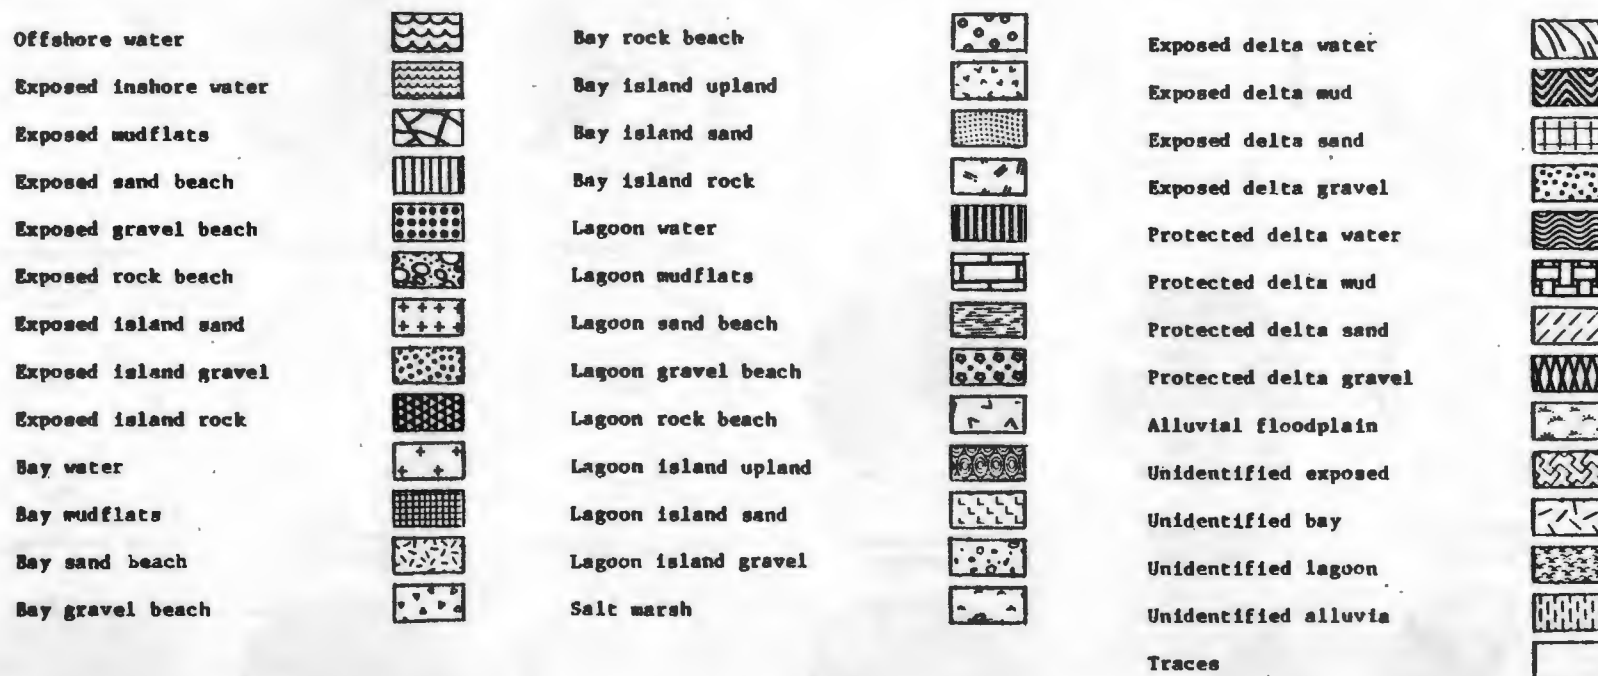 Offshore water
Exposed inshore water
Exposed mudflats
Exposed sand beach
Exposed gravel beach
Exposed rock beach
Exposed island sand
Exposed island gravel
Exposed island rock
Bay water
Bay mudflats
Bay sand beach
Bay gravel beach
Bay rock beach
Bay island upland
Bay island sand
Bay island rock
Lagoon water
Lagoon mudflats
Lagoon sand beach
Lagoon gravel beach
Lagoon rock beach
Lagoon island upland
Lagoon island sand
Lagoon island gravel
Salt marsh
Exposed delta water
Exposed delta mud
Exposed delta sand
Exposed delta gravel
Protected delta water
Protected delta mud
Protected delta sand
Protected delta gravel
Alluvial floodplain
Unidentified exposed
Unidentified bay
Unidentified lagoon
Unidentified alluvia
Traces